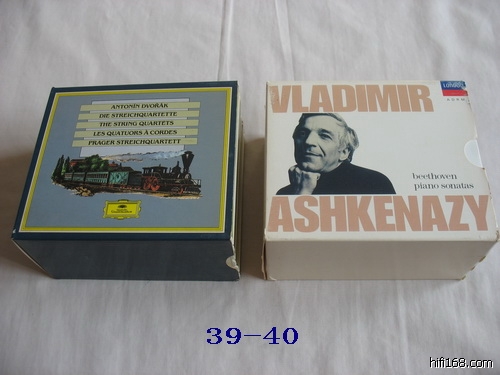 ANTONÍN DVOŘÁK
DIE STREICHQUARTETTE
THE STRING QUARTETS
LES QUATUORS À CORDES
PRAGER STREICHQUARTETT
VLADIMIR
LONDON
beethoven
piano sonatas
ASHKENAZY
39-40
hifi168.com